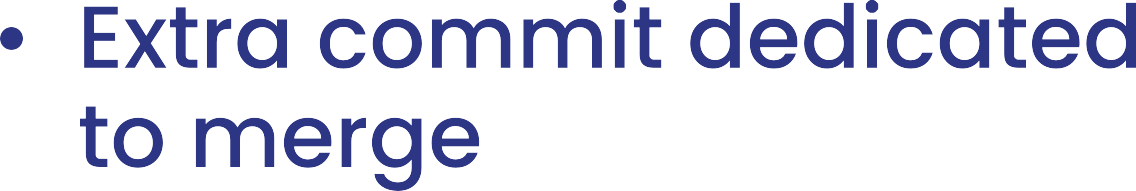 • Extra commit dedicated
to merge